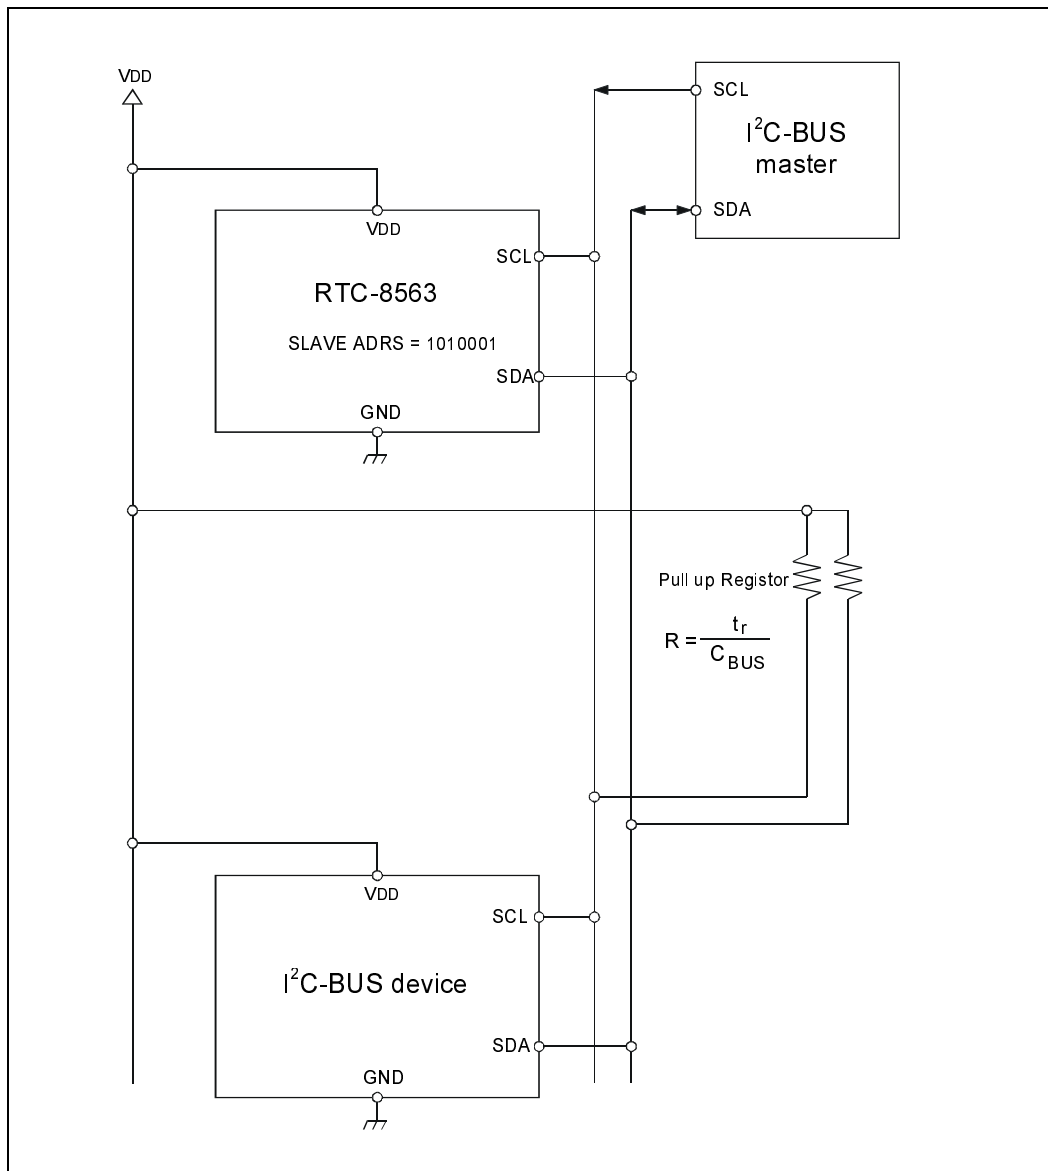 VDD
SCL
I²C-BUS
master
SDA
VDD
SCL
RTC-8563
SLAVE ADRS = 1010001
SDA
GND
Pull up Registor
R = tr / CBUS
VDD
SCL
I²C-BUS device
SDA
GND